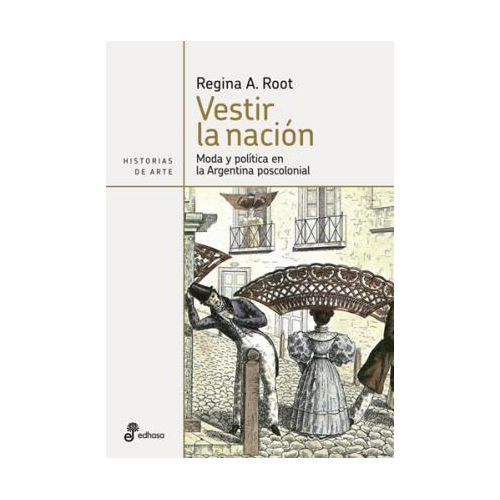 Regina A. Root
Vestir
la nación
Moda y política en
la Argentina poscolonial
HISTORIAS
DE ARTE
edhasa